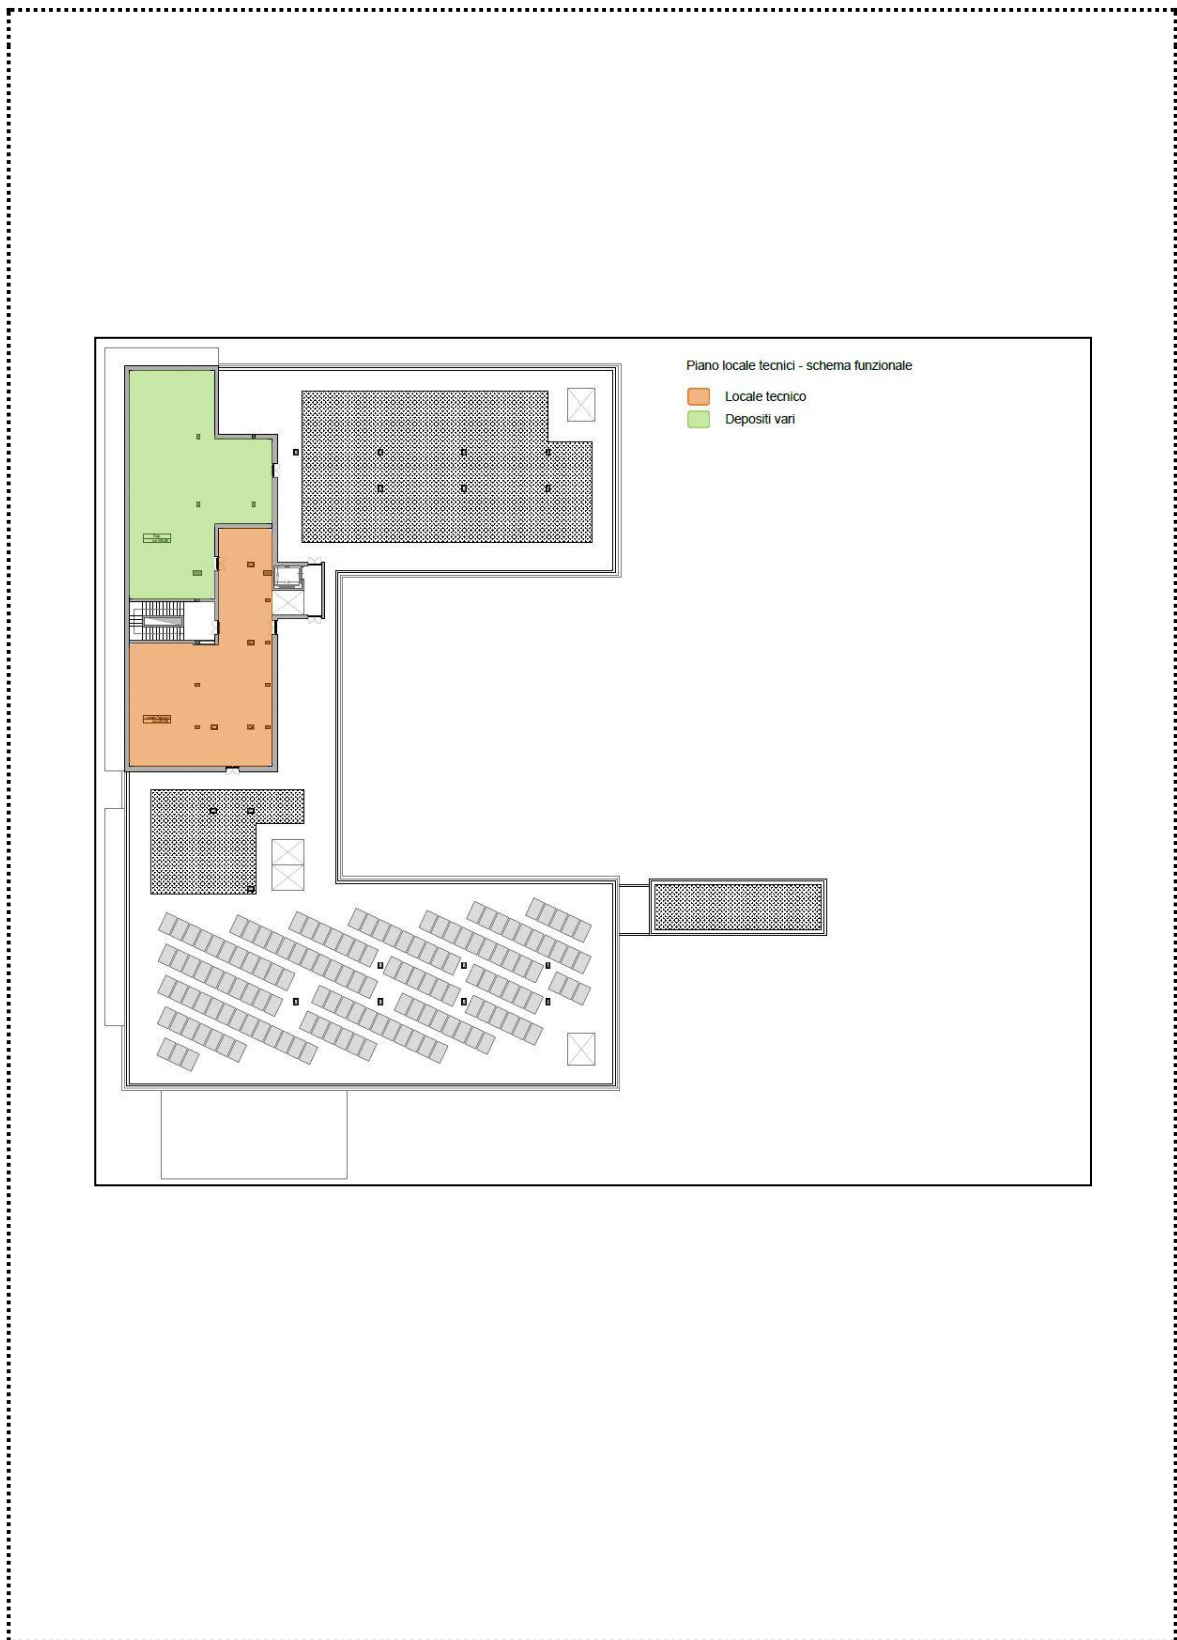 Piano locale tecnici - schema funzionale
Locale tecnico
Depositi vari